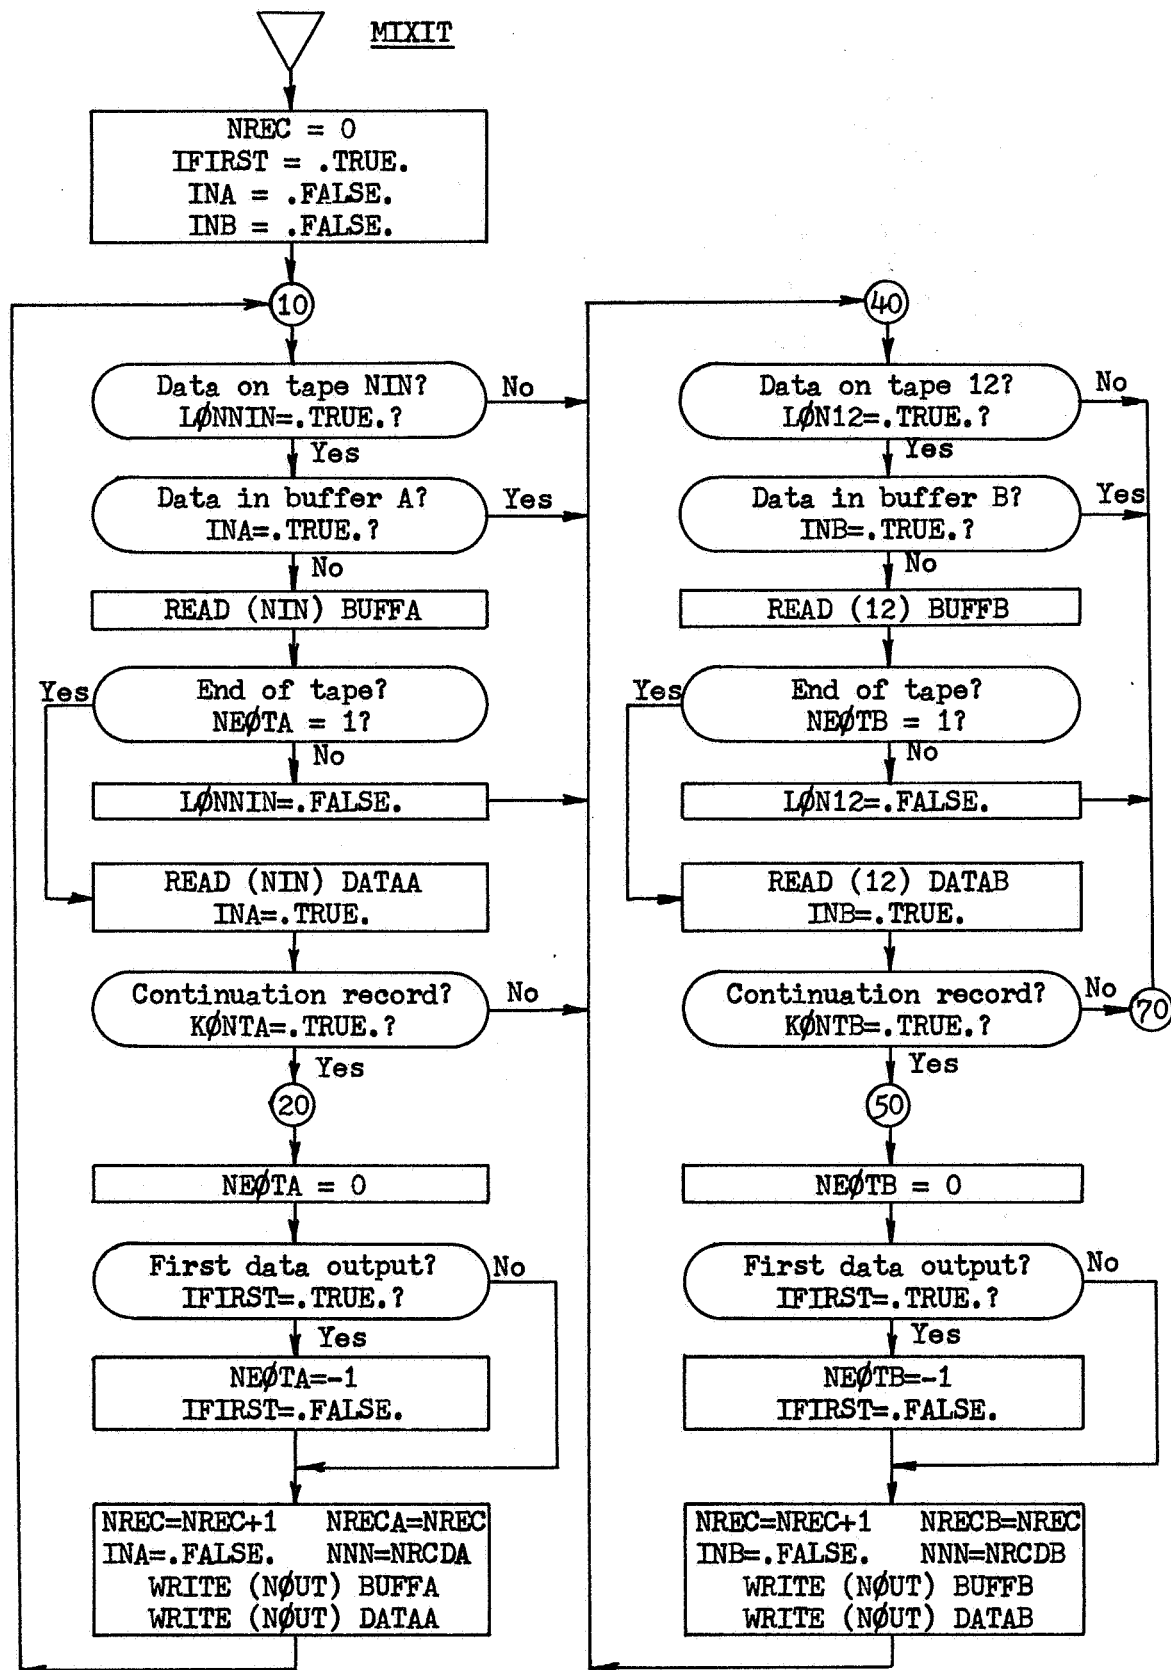 MIXIT
NREC = 0
IFIRST = .TRUE.
INA = .FALSE.
INB = .FALSE.
10
Data on tape NIN?
LØNNIN=.TRUE.?
No
Yes
Data in buffer A?
INA=.TRUE.?
Yes
No
READ (NIN) BUFFA
Yes
End of tape?
NEØTA = 1?
No
LØNNIN=.FALSE.
READ (NIN) DATAA
INA=.TRUE.
Continuation record?
KØNTA=.TRUE.?
No
Yes
20
NEØTA = 0
First data output?
IFIRST=.TRUE.?
No
Yes
NEØTA=-1
IFIRST=.FALSE.
NREC=NREC+1 NRECA=NREC
INA=.FALSE. NNN=NRCDA
WRITE (NØUT) BUFFA
WRITE (NØUT) DATAA
40
Data on tape 12?
LØN12=.TRUE.?
No
Yes
Data in buffer B?
INB=.TRUE.?
Yes
No
READ (12) BUFFB
Yes
End of tape?
NEØTB = 1?
No
LØN12=.FALSE.
READ (12) DATAB
INB=.TRUE.
Continuation record?
KØNTB=.TRUE.?
No
70
Yes
50
NEØTB = 0
First data output?
IFIRST=.TRUE.?
No
Yes
NEØTB=-1
IFIRST=.FALSE.
NREC=NREC+1 NRECB=NREC
INB=.FALSE. NNN=NRCDB
WRITE (NØUT) BUFFB
WRITE (NØUT) DATAB